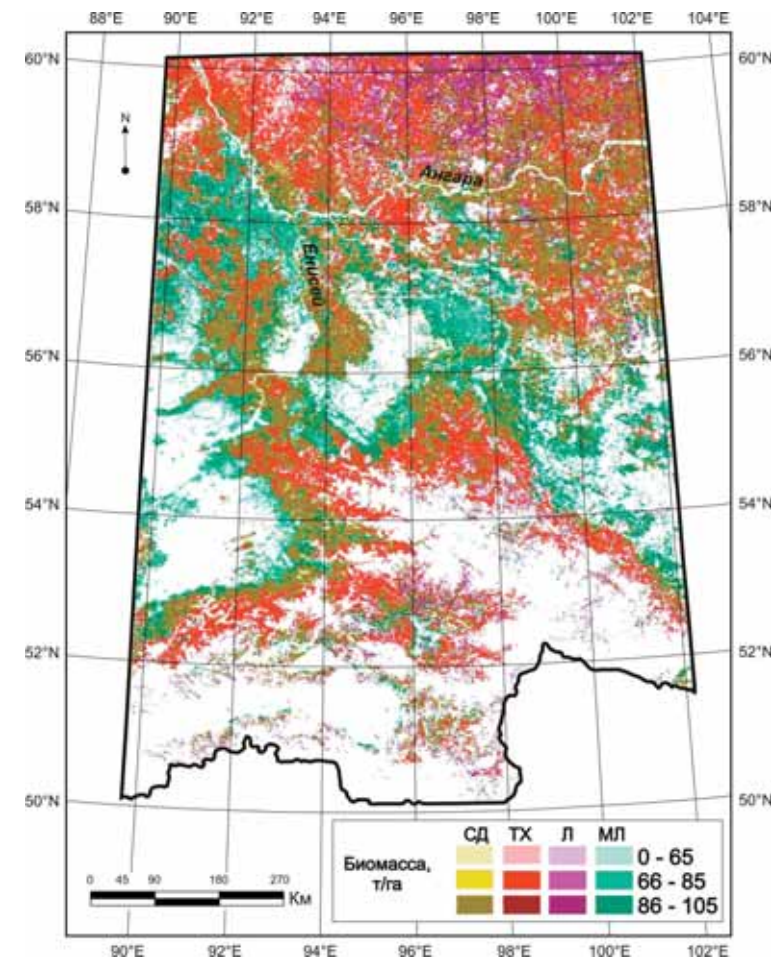 88°E 90°E 92°E 94°E 96°E 98°E 100°E 102°E 104°E
60°N 60°N
N
Ангара
58°N 58°N
Енисей
56°N 56°N
54°N 54°N
52°N 52°N
50°N 50°N
СД ТХ Л МЛ
Биомасса, т/га
0 - 65
66 - 85
86 - 105
0 45 90 180 270
Км
90°E 92°E 94°E 96°E 98°E 100°E 102°E